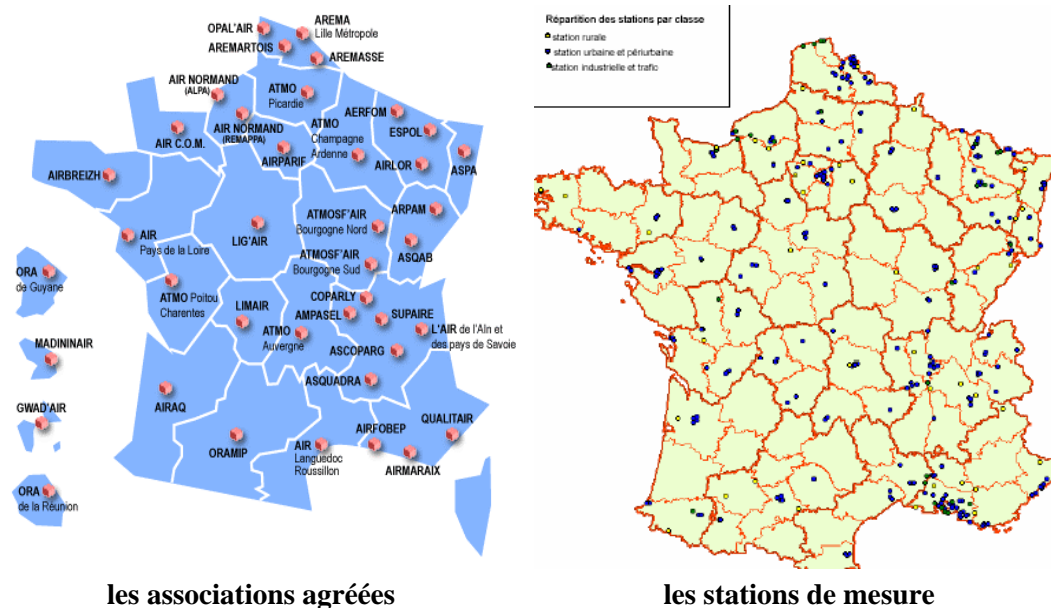 OPAL'AIR
AREMA
Lille Métropole
AREMARTOIS
AREMASSE
AIR NORMAND
(ALPA)
ATMO
Picardie
AERFOM
ESPOL
AIR NORMAND
(REMAPPA)
ATMO
Champagne
Ardenne
AIR C.O.M.
AIRPARIF
AIRLOR
ASPA
AIRBREIZH
ARPAM
ATMOSF'AIR
Bourgogne Nord
AIR
Pays de la Loire
LIG'AIR
ASQAB
ATMOSF'AIR
Bourgogne Sud
ORA
de Guyane
ATMO Poitou
Charentes
COPARLY
LIMAIR
AMPASEL
SUPAIRE
ATMO
Auvergne
L'AIR de l'AIn et
des pays de Savoie
MADININAIR
ASCOPARG
ASQUADRA
AIRAQ
GWAD'AIR
QUALITAIR
ORAMIP
AIR
Languedoc
Roussillon
AIRFOBEP
AIRMARAIX
ORA
de la Réunion
les associations agréées
Répartition des stations par classe
station rurale
station urbaine et périurbaine
station industrielle et trafic
les stations de mesure